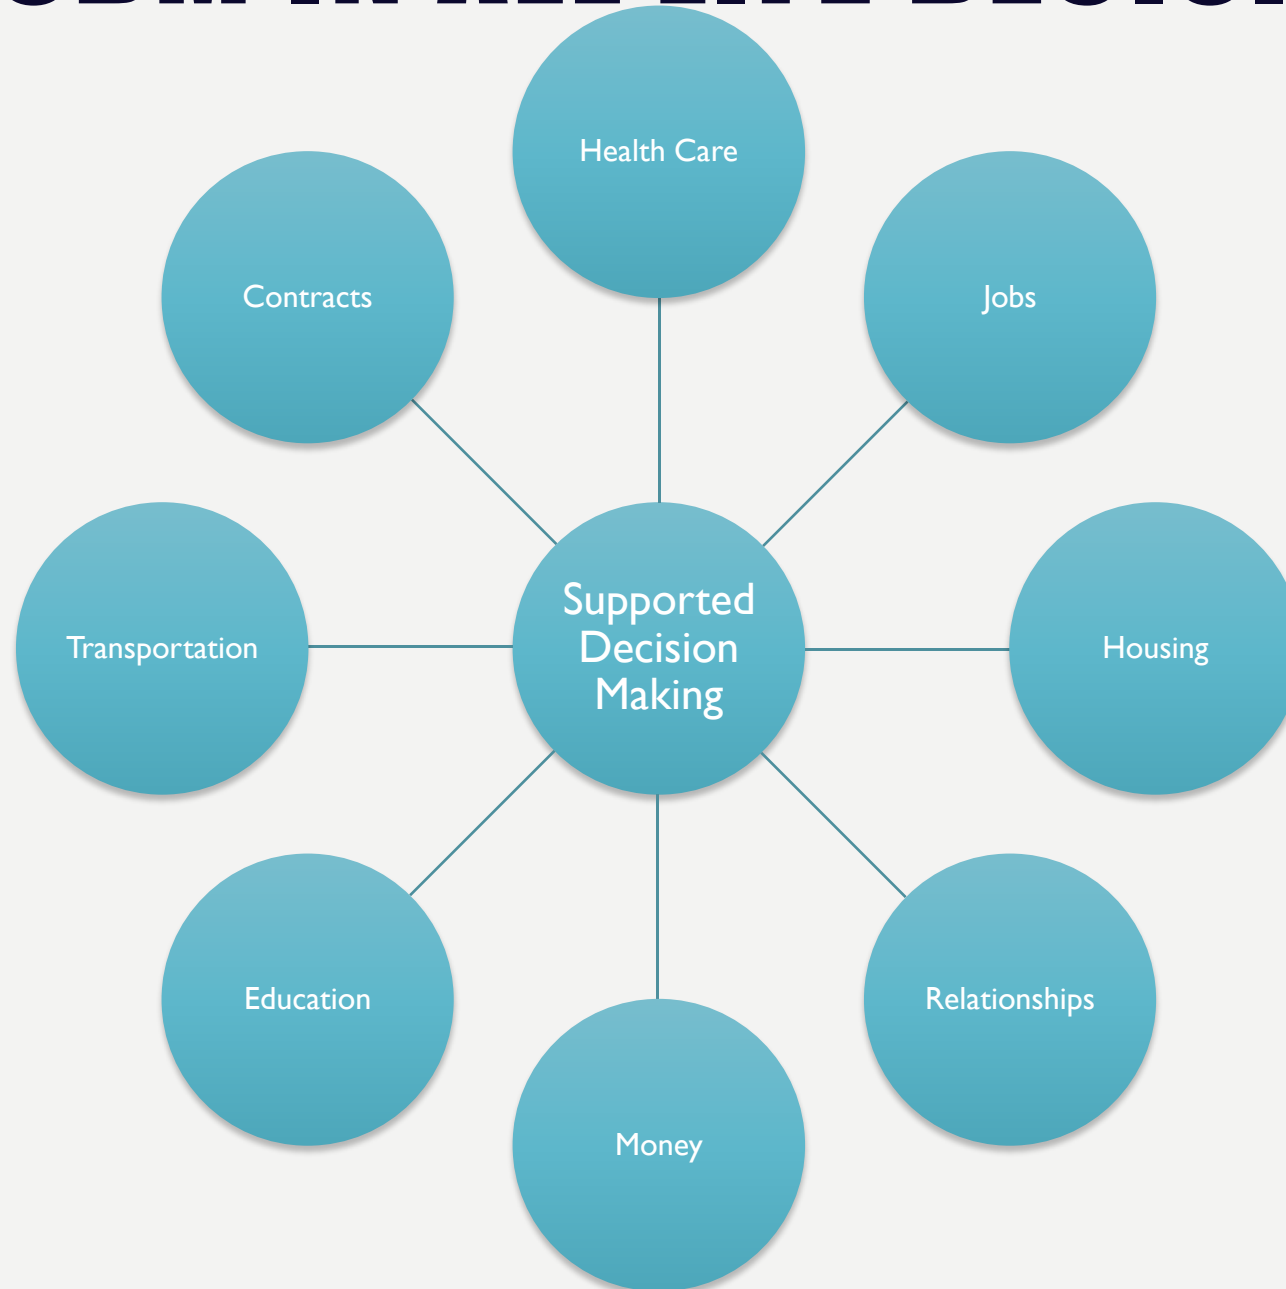 Health Care
Contracts
Jobs
Supported
Decision
Making
Transportation
Housing
Education
Relationships
Money